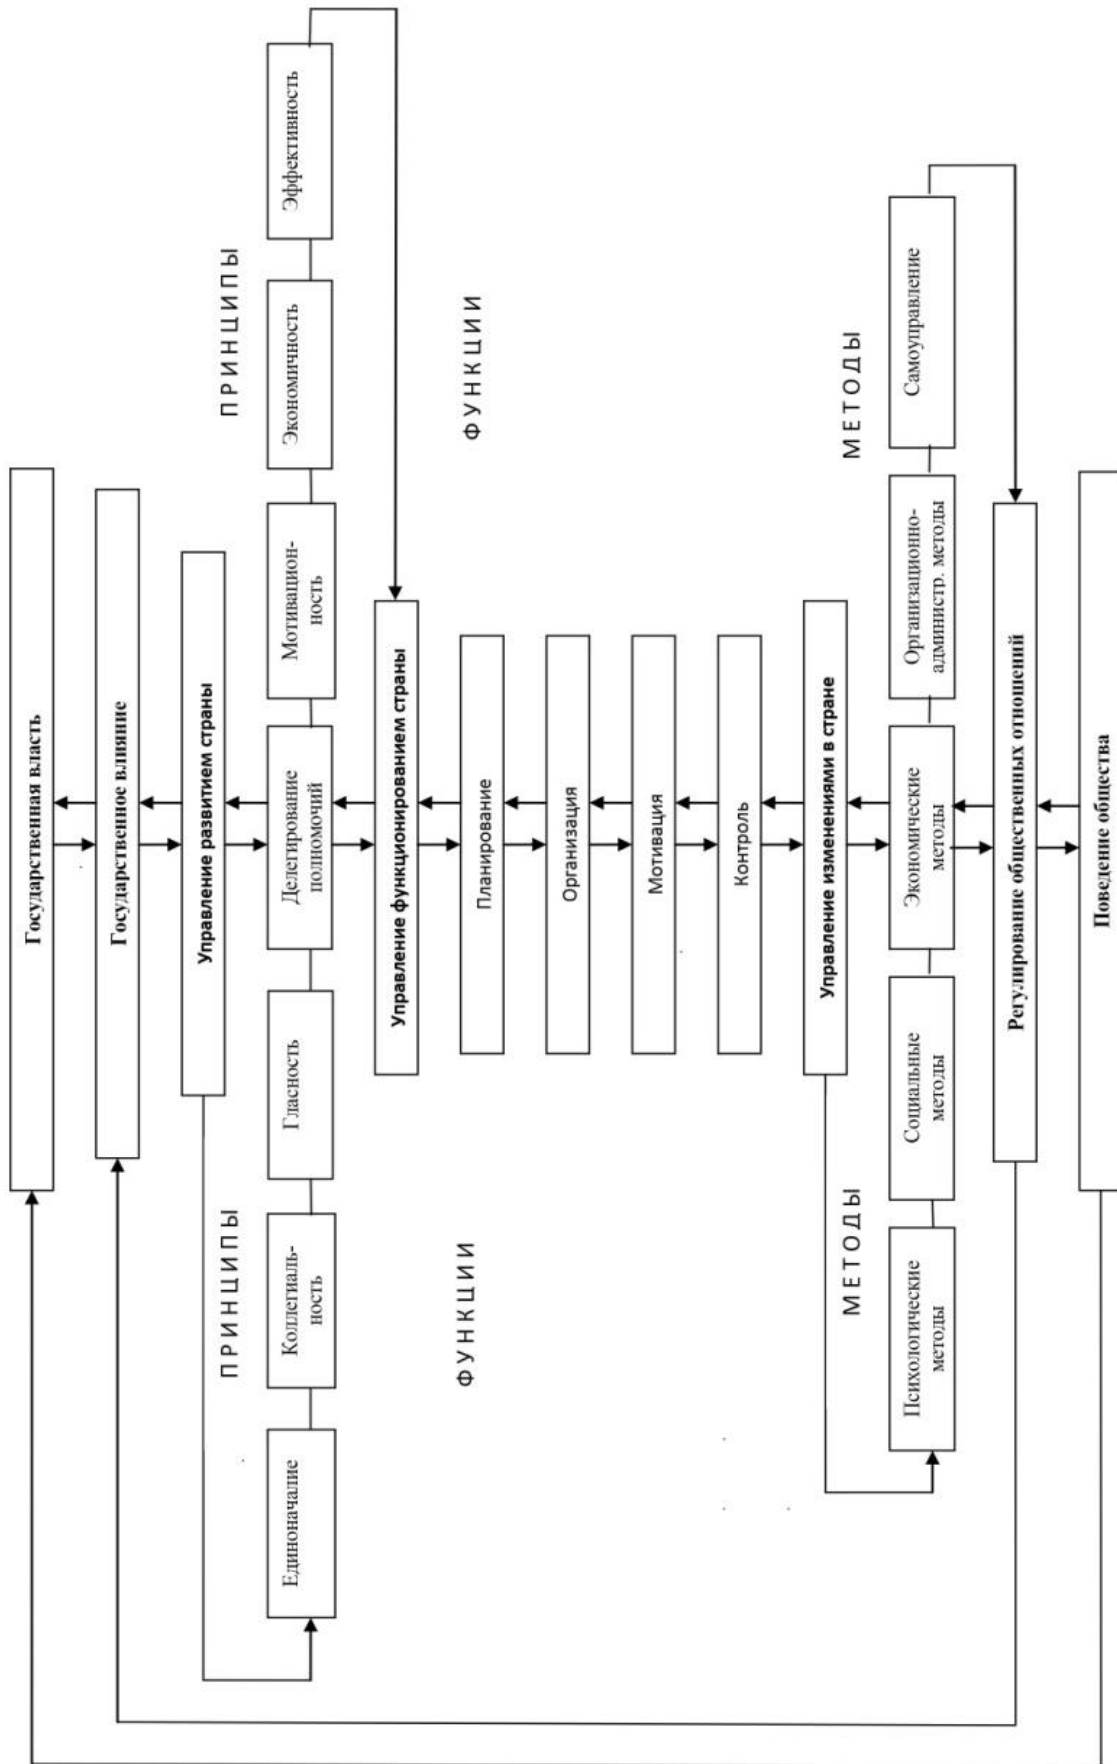 Государственная власть
Государственное влияние
Управление развитием страны
ПРИНЦИПЫ
ПРИНЦИПЫ
Единоначалие
Коллегиаль-
ность
Гласность
Делегирование
полномочий
Мотивацион-
ность
Экономичность
Эффективность
Управление функционированием страны
ФУНКЦИИ
ФУНКЦИИ
Планирование
Организация
Мотивация
Контроль
Управление изменениями в стране
МЕТОДЫ
МЕТОДЫ
Психологические
методы
Социальные
методы
Экономические
методы
Организационно-
администр. методы
Самоуправление
Регулирование общественных отношений
Поведение общества